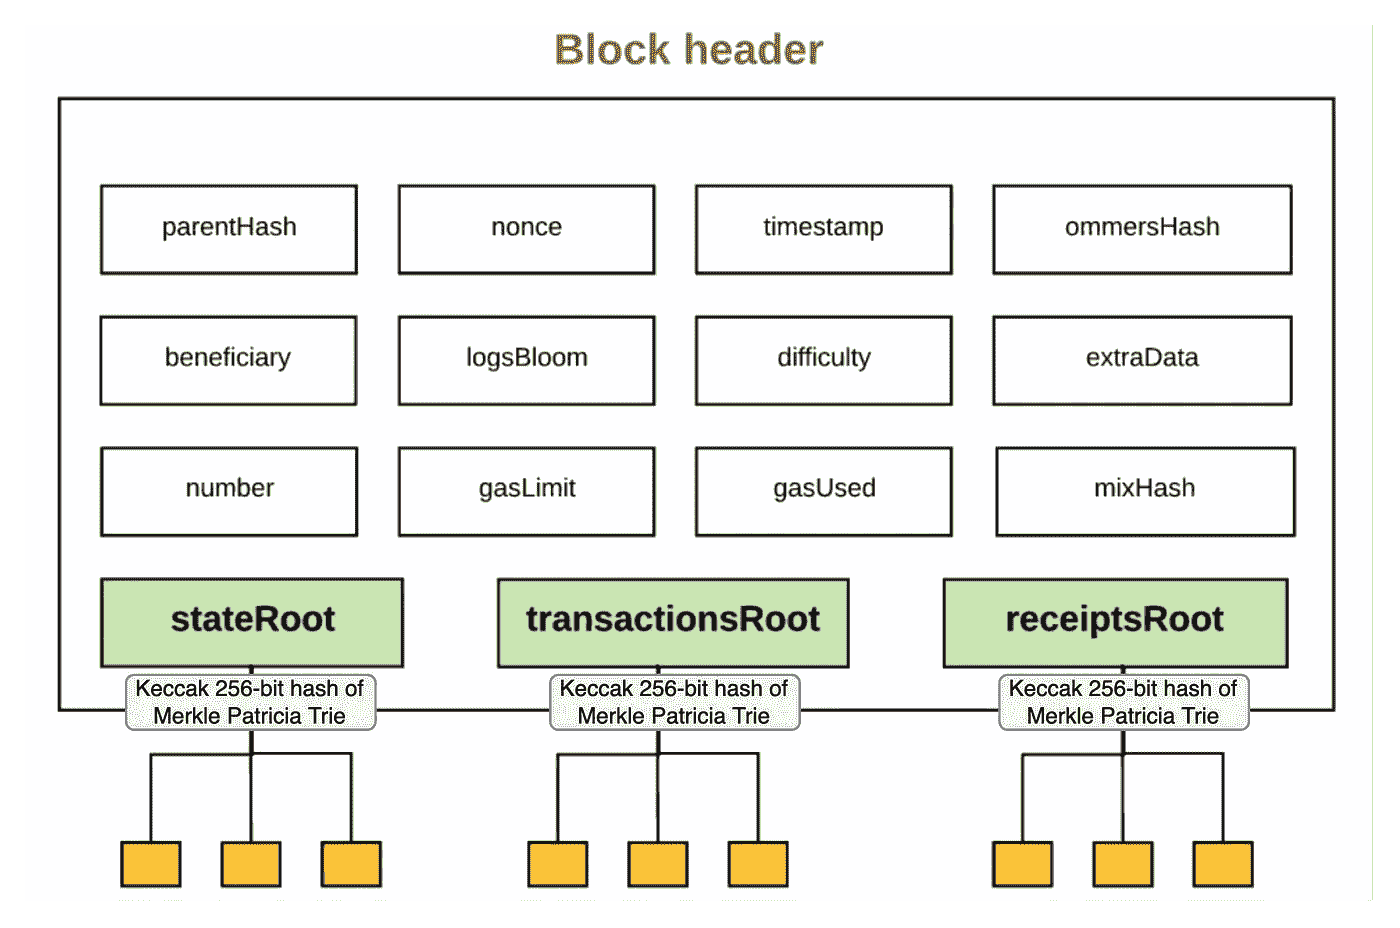 Block header
parentHash
nonce
timestamp
ommersHash
beneficiary
logsBloom
difficulty
extraData
number
gasLimit
gasUsed
mixHash
stateRoot
transactionsRoot
receiptsRoot
Keccak 256-bit hash of
Merkle Patricia Trie
Keccak 256-bit hash of
Merkle Patricia Trie
Keccak 256-bit hash of
Merkle Patricia Trie